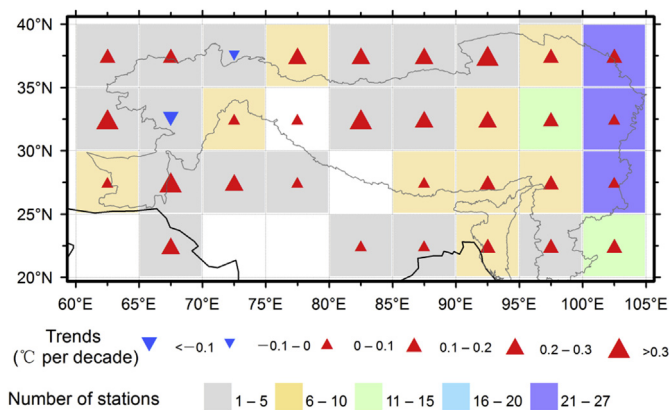 40°N
35°N
30°N
25°N
20°N
60°E 65°E 70°E 75°E 80°E 85°E 90°E 95°E 100°E 105°E
Trends
(℃ per decade)
<−0.1 −0.1–0 0–0.1 0.1–0.2 0.2–0.3 >0.3
Number of stations 1–5 6–10 11–15 16–20 21–27